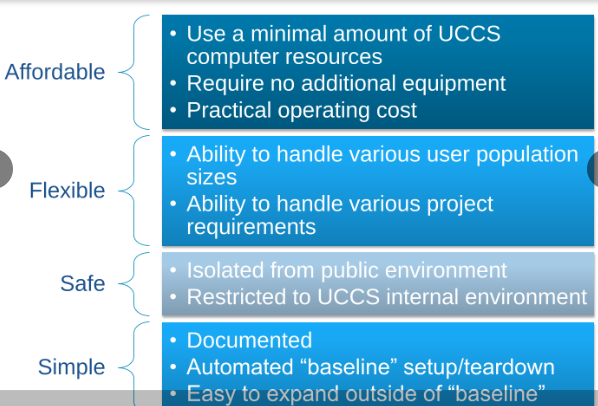 Affordable
• Use a minimal amount of UCCS
computer resources
• Require no additional equipment
• Practical operating cost
Flexible
• Ability to handle various user population
sizes
• Ability to handle various project
requirements
Safe
• Isolated from public environment
• Restricted to UCCS internal environment
Simple
• Documented
• Automated “baseline” setup/teardown
• Easy to expand outside of “baseline”